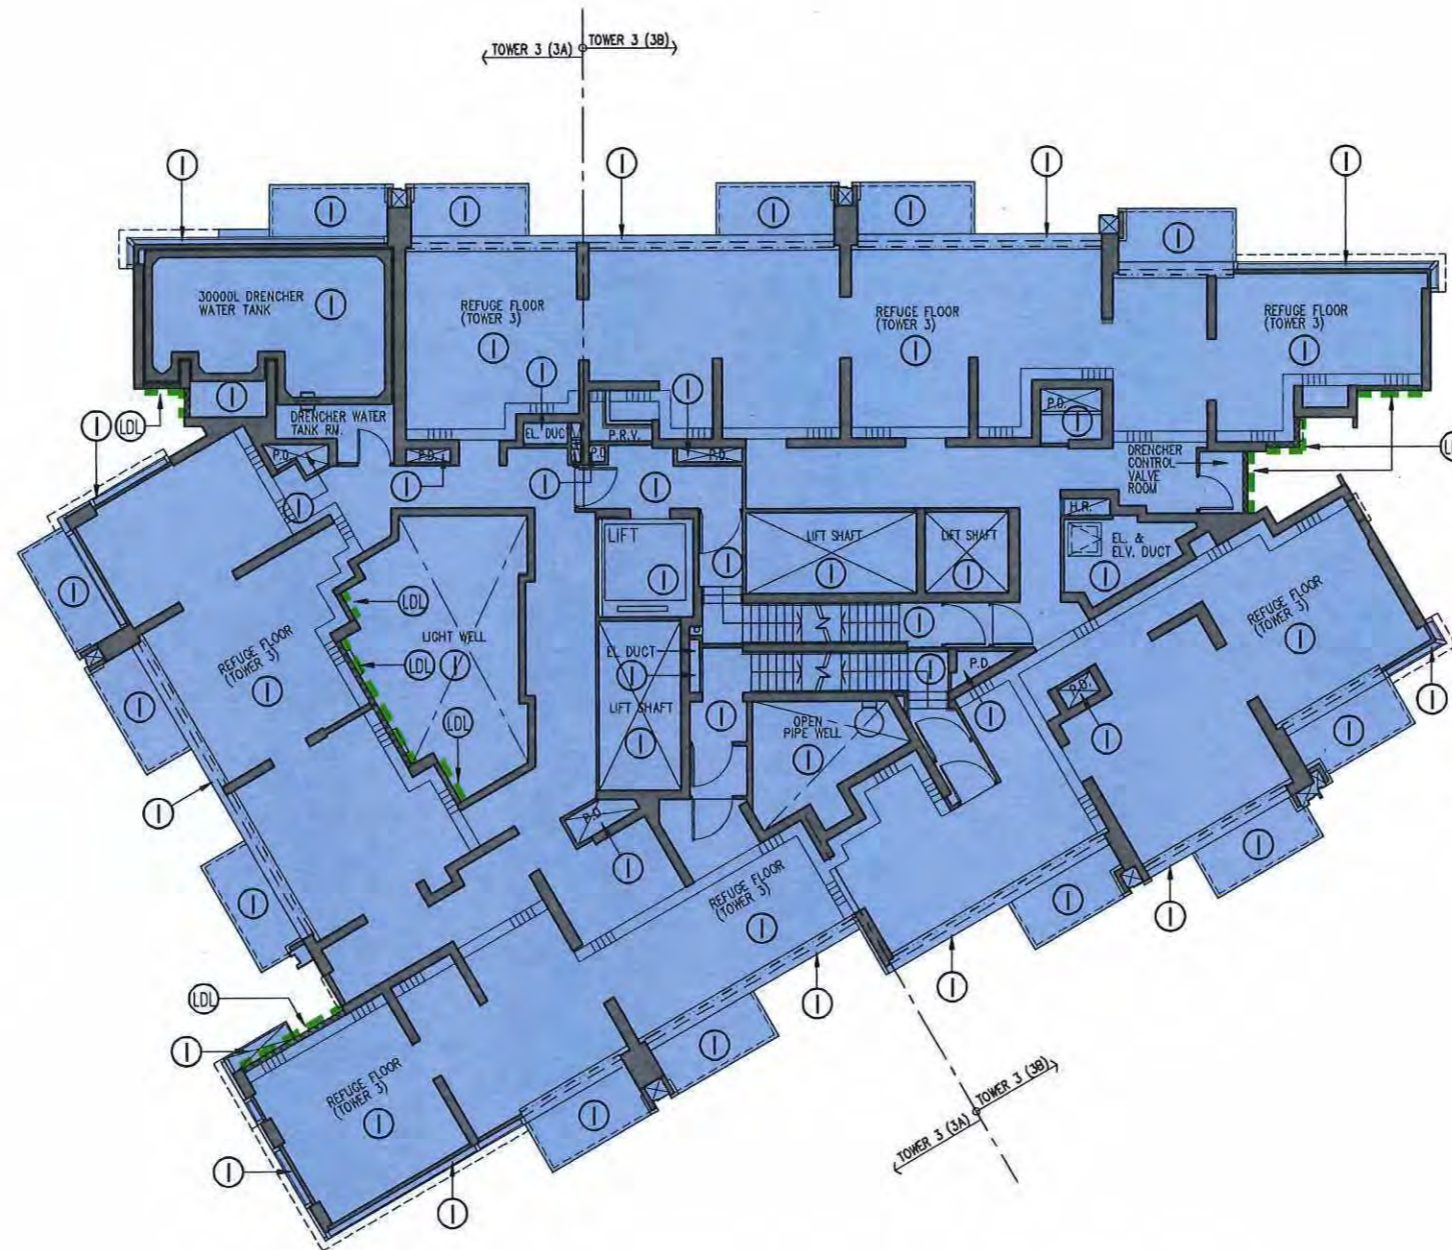 TOWER 3 (3A)
TOWER 3 (3B)
I
I
I
I
I
I
I
I
I
30000L DRENCHER
WATER TANK
I
REFUGE FLOOR
(TOWER 3)
I
REFUGE FLOOR
(TOWER 3)
I
REFUGE FLOOR
(TOWER 3)
I
I
I
I
LDL
I
DRENCHER WATER
TANK RM.
EL. DUCT
P.R.V.
P.D.
I
P.D.
P.D.
P.D.
P.D.
I
I
I
I
DRENCHER
CONTROL
VALVE
ROOM
H.R.
LIFT
I
LIFT SHAFT
I
I
LIFT SHAFT
I
EL. &
ELV. DUCT
I
I
LDL
LIGHT WELL
LDL
I
LDL
REFUGE FLOOR
(TOWER 3)
I
I
I
EL DUCT
I
LIFT SHAFT
I
I
I
I
P.D.
I
OPEN
PIPE WELL
I
REFUGE FLOOR
(TOWER 3)
I
P.D.
I
I
I
I
I
P.D.
I
REFUGE FLOOR
(TOWER 3)
I
I
I
I
I
I
LDL
I
REFUGE FLOOR
(TOWER 3)
I
I
I
I
I
TOWER 3 (3B)
TOWER 3 (3A)